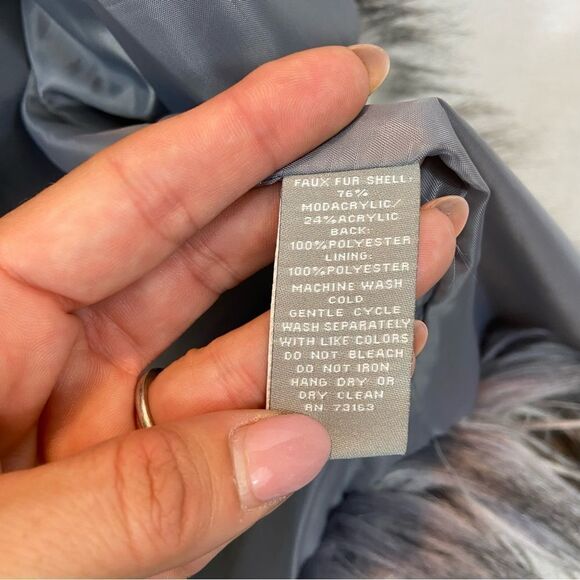 FAUX FUR SHELL:
76%
MODACRYLIC/
24%ACRYLIC
BACK:
100%POLYESTER
LINING:
100%POLYESTER
MACHINE WASH
COLD
GENTLE CYCLE
WASH SEPARATELY
WITH LIKE COLORS
DO NOT BLEACH
DO NOT IRON
HANG DRY OR
DRY CLEAN
RN 73163